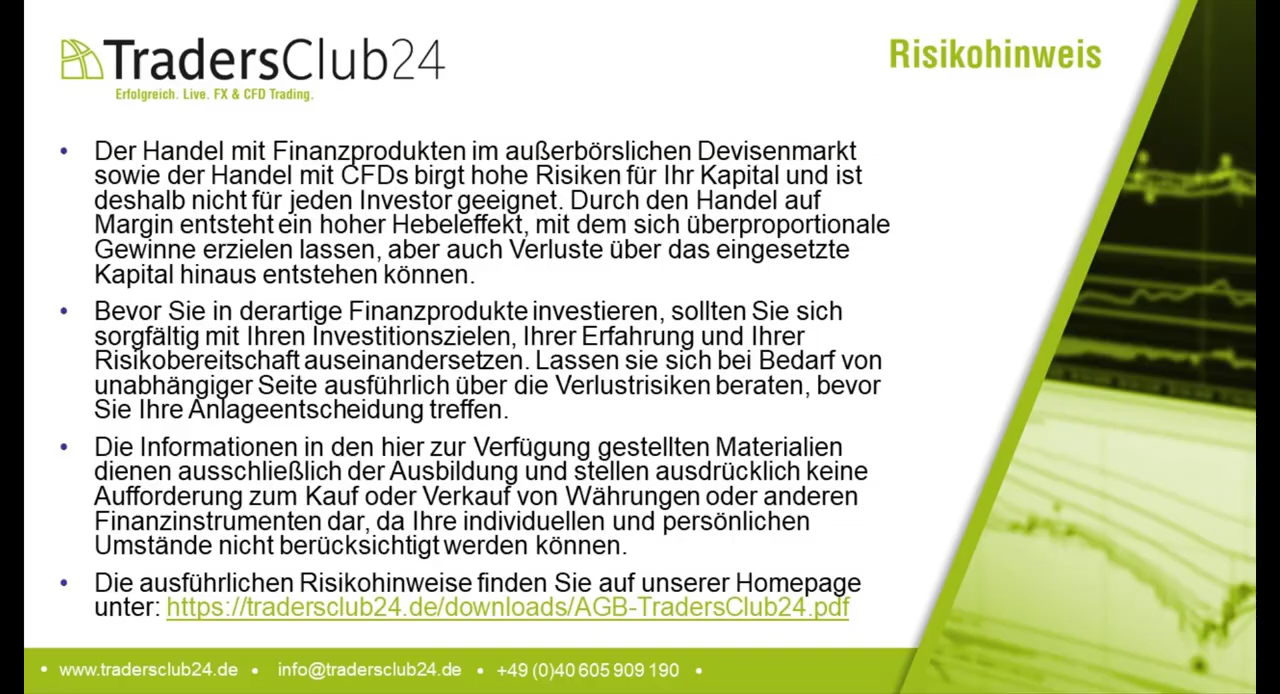 TradersClub24
Erfolgreich. Live. FX & CFD Trading.
Risikohinweis
• Der Handel mit Finanzprodukten im außerbörslichen Devisenmarkt
sowie der Handel mit CFDs birgt hohe Risiken für Ihr Kapital und ist
deshalb nicht für jeden Investor geeignet. Durch den Handel auf
Margin entsteht ein hoher Hebeleffekt, mit dem sich überproportionale
Gewinne erzielen lassen, aber auch Verluste über das eingesetzte
Kapital hinaus entstehen können.
• Bevor Sie in derartige Finanzprodukte investieren, sollten Sie sich
sorgfältig mit Ihren Investitionszielen, Ihrer Erfahrung und Ihrer
Risikobereitschaft auseinandersetzen. Lassen sie sich bei Bedarf von
unabhängiger Seite ausführlich über die Verlustrisiken beraten, bevor
Sie Ihre Anlageentscheidung treffen.
• Die Informationen in den hier zur Verfügung gestellten Materialien
dienen ausschließlich der Ausbildung und stellen ausdrücklich keine
Aufforderung zum Kauf oder Verkauf von Währungen oder anderen
Finanzinstrumenten dar, da Ihre individuellen und persönlichen
Umstände nicht berücksichtigt werden können.
• Die ausführlichen Risikohinweise finden Sie auf unserer Homepage
unter: https://tradersclub24.de/downloads/AGB-TradersClub24.pdf
• www.tradersclub24.de • info@tradersclub24.de • +49 (0)40 605 909 190 •